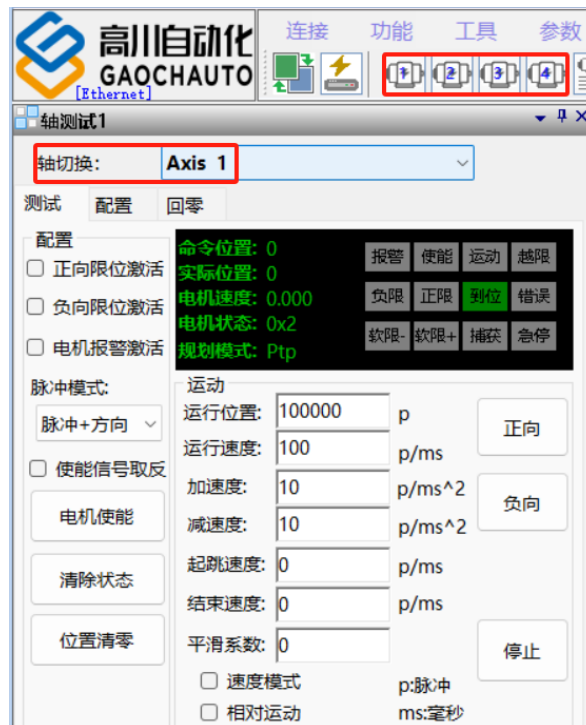 高川自动化
GAOCHAUTO
[Ethernet]
连接 功能 工具 参数
1 2 3 4
轴测试1
轴切换: Axis 1
测试 配置 回零
配置
正向限位激活
负向限位激活
电机报警激活
脉冲模式:
脉冲+方向
使能信号取反
电机使能
清除状态
位置清零
命令位置: 0
实际位置: 0
电机速度: 0.000
电机状态: 0x2
规划模式: Ptp
报警 使能 运动 越限
负限 正限 到位 错误
软限- 软限+ 捕获 急停
运动
运行位置: 100000 p
运行速度: 100 p/ms
加速度: 10 p/ms^2
减速度: 10 p/ms^2
起跳速度: 0 p/ms
结束速度: 0 p/ms
平滑系数: 0
正向
负向
停止
速度模式 p:脉冲
相对运动 ms:毫秒